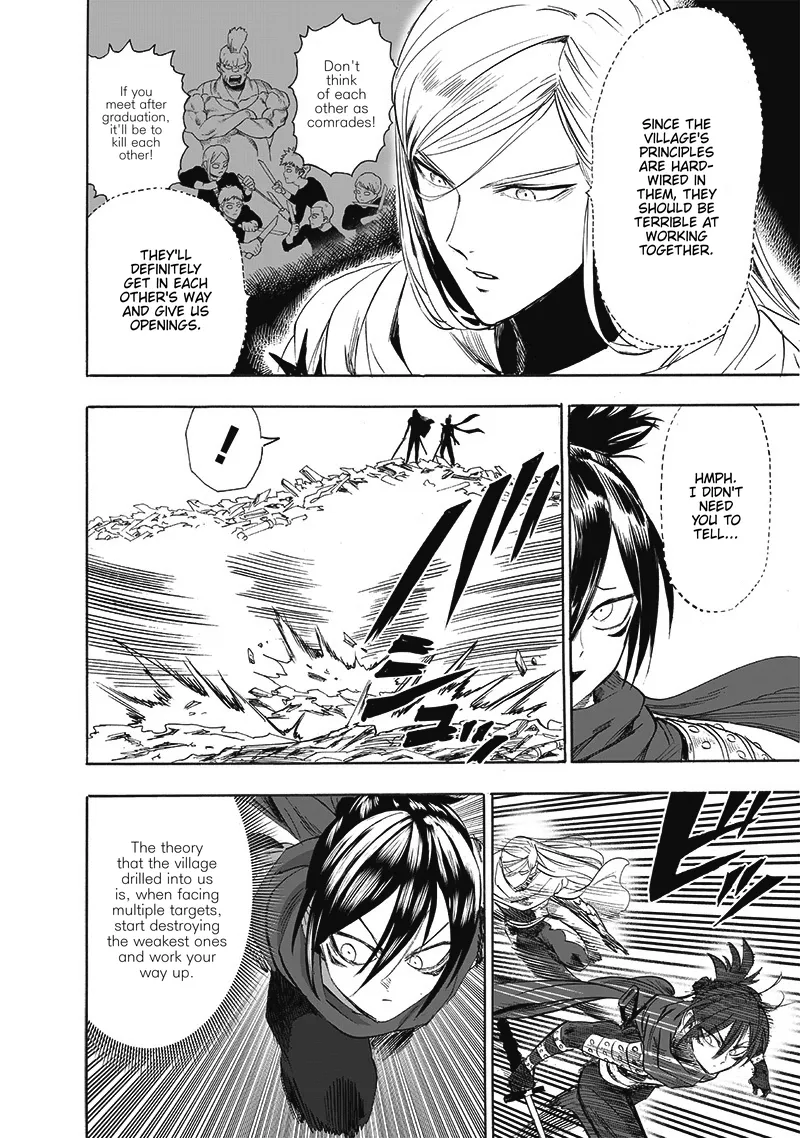 SINCE THE
VILLAGE'S
PRINCIPLES
ARE HARD-
WIRED
IN THEM, THEY
SHOULD BE
TERRIBLE AT
WORKING
TOGETHER.
Don't
think
of each
other as
comrades!
If you
meet after
graduation,
it'll be to
kill each
other!
THEY'LL
DEFINITELY
GET IN EACH
OTHER'S WAY
AND GIVE US
OPENINGS.
HMPH.
I DIDN'T
NEED
YOU TO
TELL...
!
The theory
that the village
drilled into us
is, when facing
multiple targets,
start destroying
the weakest ones
and work your
way up.